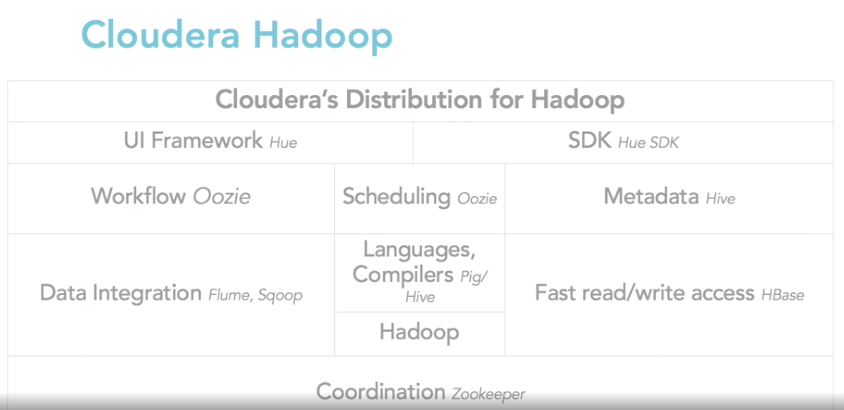 Cloudera Hadoop
Cloudera's Distribution for Hadoop
UI Framework Hue
SDK Hue SDK
Workflow Oozie
Scheduling Oozie
Metadata Hive
Data Integration Flume, Sqoop
Languages,
Compilers Pig/
Hive
Hadoop
Fast read/write access HBase
Coordination Zookeeper